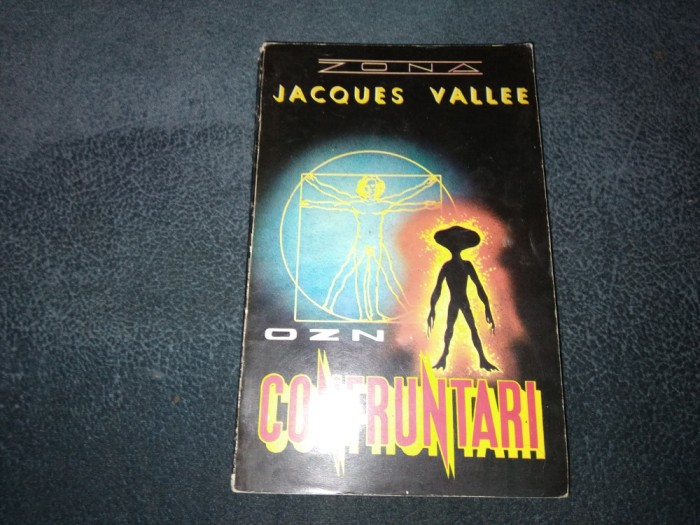 ZONA
JACQUES VALLEE
OZN
CONFRUNTARI